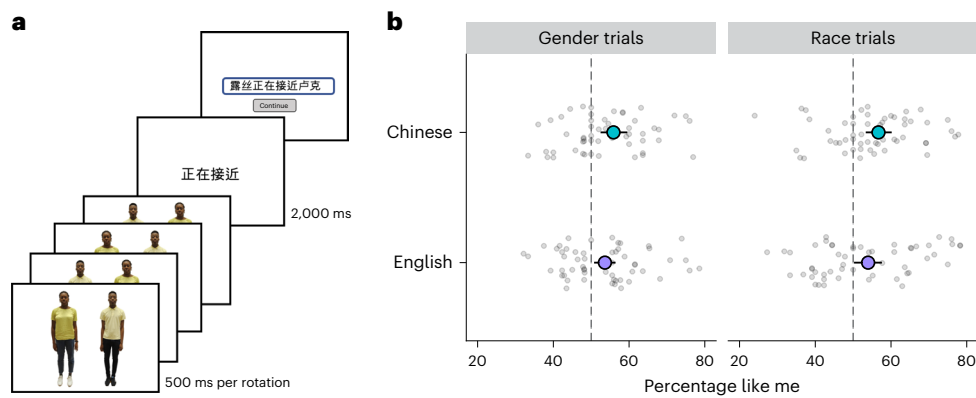 a
露丝正在接近卢克
Continue
正在接近
2,000 ms
500 ms per rotation
b
Gender trials
Race trials
Chinese
English
20 40 60 80 20 40 60 80
Percentage like me